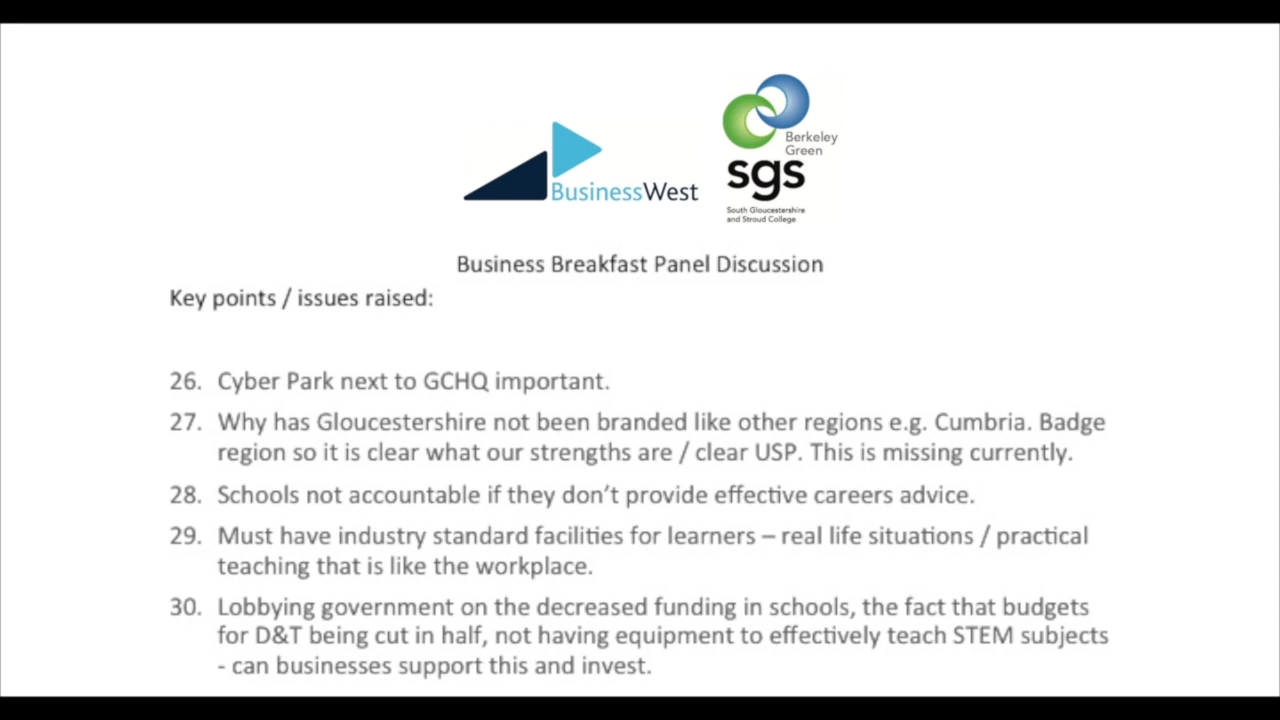 Berkeley
Green
BusinessWest
sgs
South Gloucestershire
and Stroud College
Business Breakfast Panel Discussion
Key points / issues raised:
26. Cyber Park next to GCHQ important.
27. Why has Gloucestershire not been branded like other regions e.g. Cumbria. Badge
region so it is clear what our strengths are / clear USP. This is missing currently.
28. Schools not accountable if they don’t provide effective careers advice.
29. Must have industry standard facilities for learners – real life situations / practical
teaching that is like the workplace.
30. Lobbying government on the decreased funding in schools, the fact that budgets
for D&T being cut in half, not having equipment to effectively teach STEM subjects
- can businesses support this and invest.